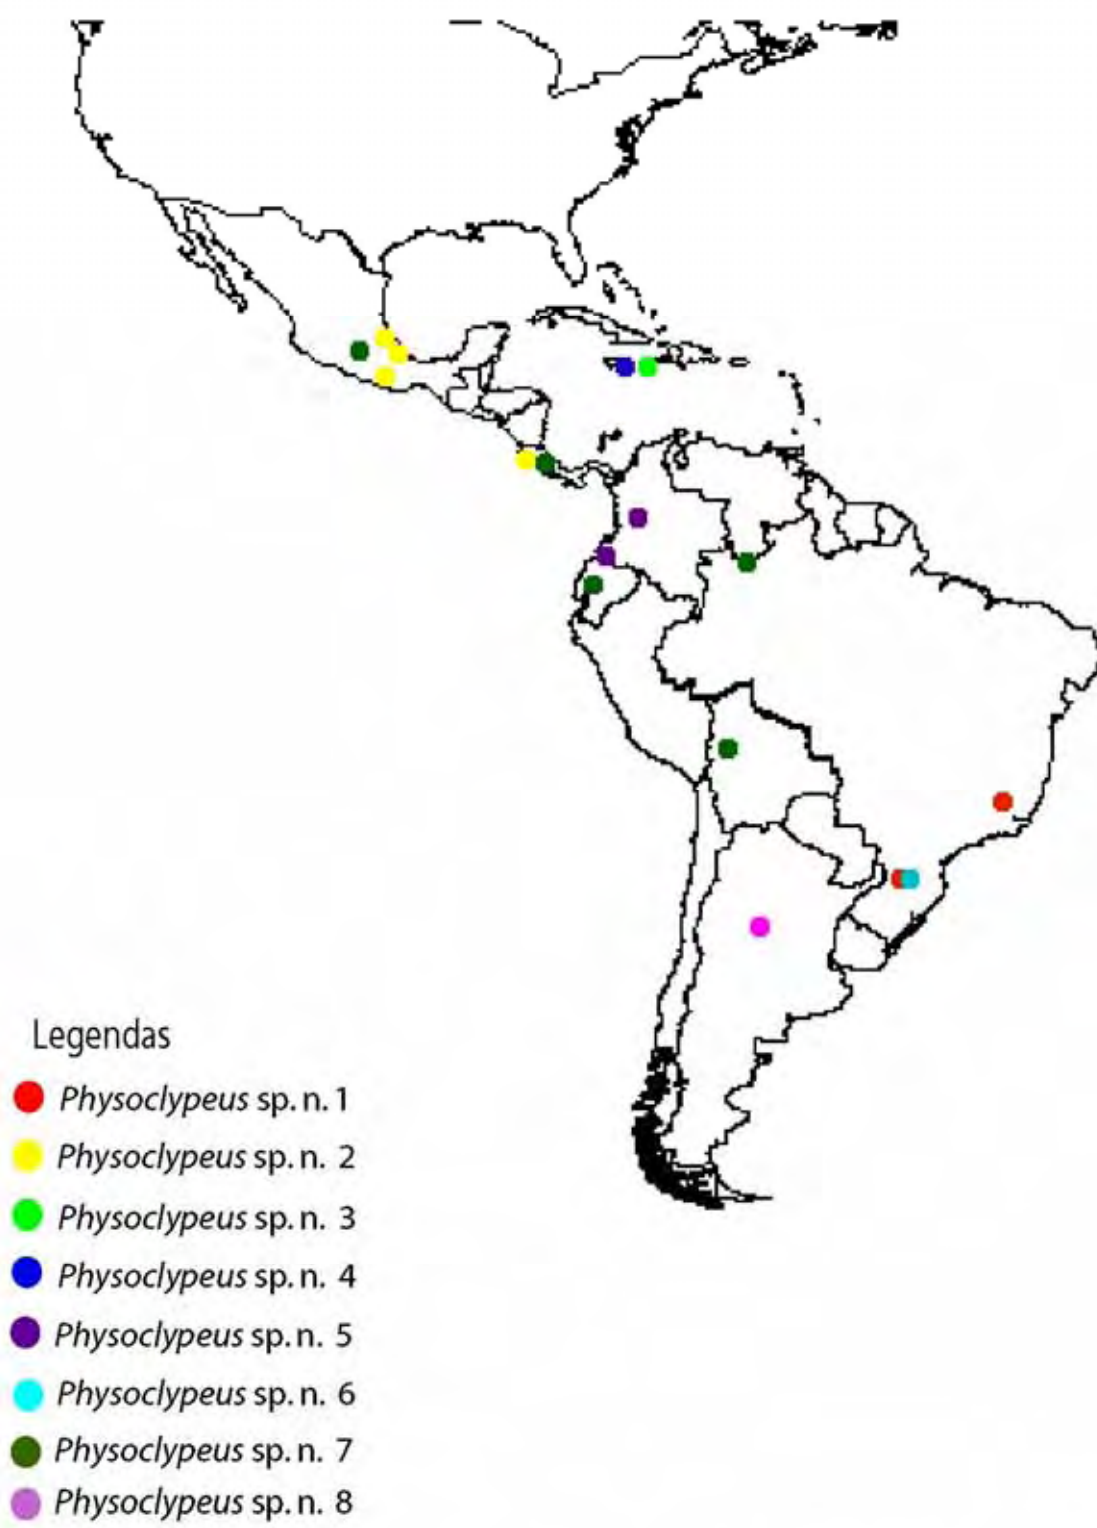 Legendas
Physoclypeus sp. n. 1
Physoclypeus sp. n. 2
Physoclypeus sp. n. 3
Physoclypeus sp. n. 4
Physoclypeus sp. n. 5
Physoclypeus sp. n. 6
Physoclypeus sp. n. 7
Physoclypeus sp. n. 8